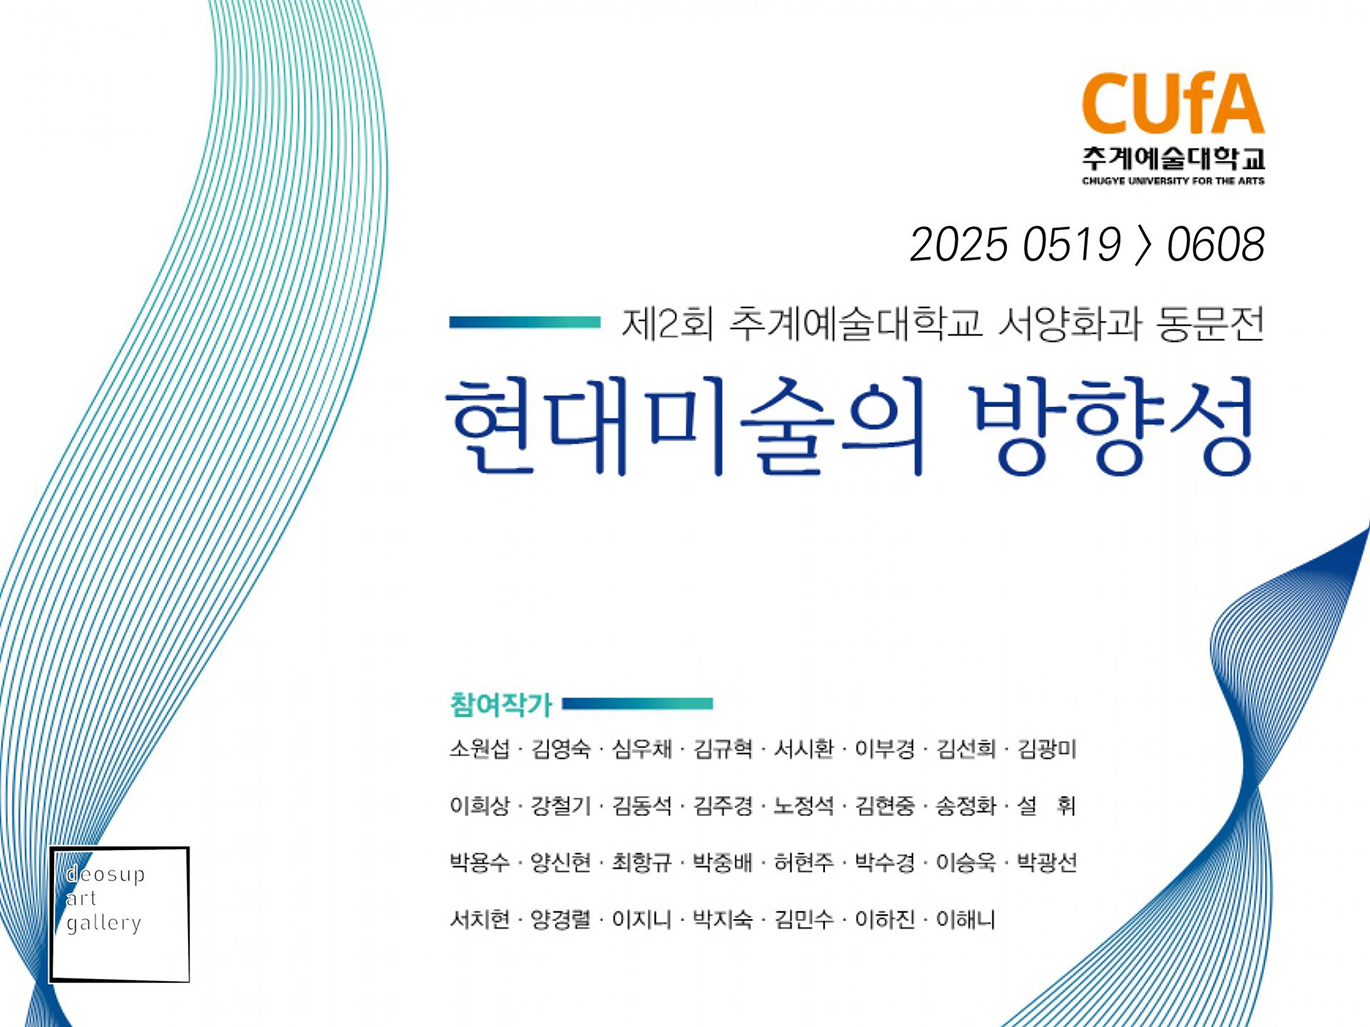 CUfA
추계예술대학교
CHUGYE UNIVERSITY FOR THE ARTS
2025 0519 〉 0608
제2회 추계예술대학교 서양화과 동문전
현대미술의 방향성
참여작가
소원섭 · 김영숙 · 심우채 · 김규혁 · 서시환 · 이부경 · 김선희 · 김광미
이희상 · 강철기 · 김동석 · 김주경 · 노정석 · 김현중 · 송정화 · 설 휘
박용수 · 양신현 · 최항규 · 박중배 · 허현주 · 박수경 · 이승욱 · 박광선
서치현 · 양경렬 · 이지니 · 박지숙 · 김민수 · 이하진 · 이해니
deosup
art
gallery